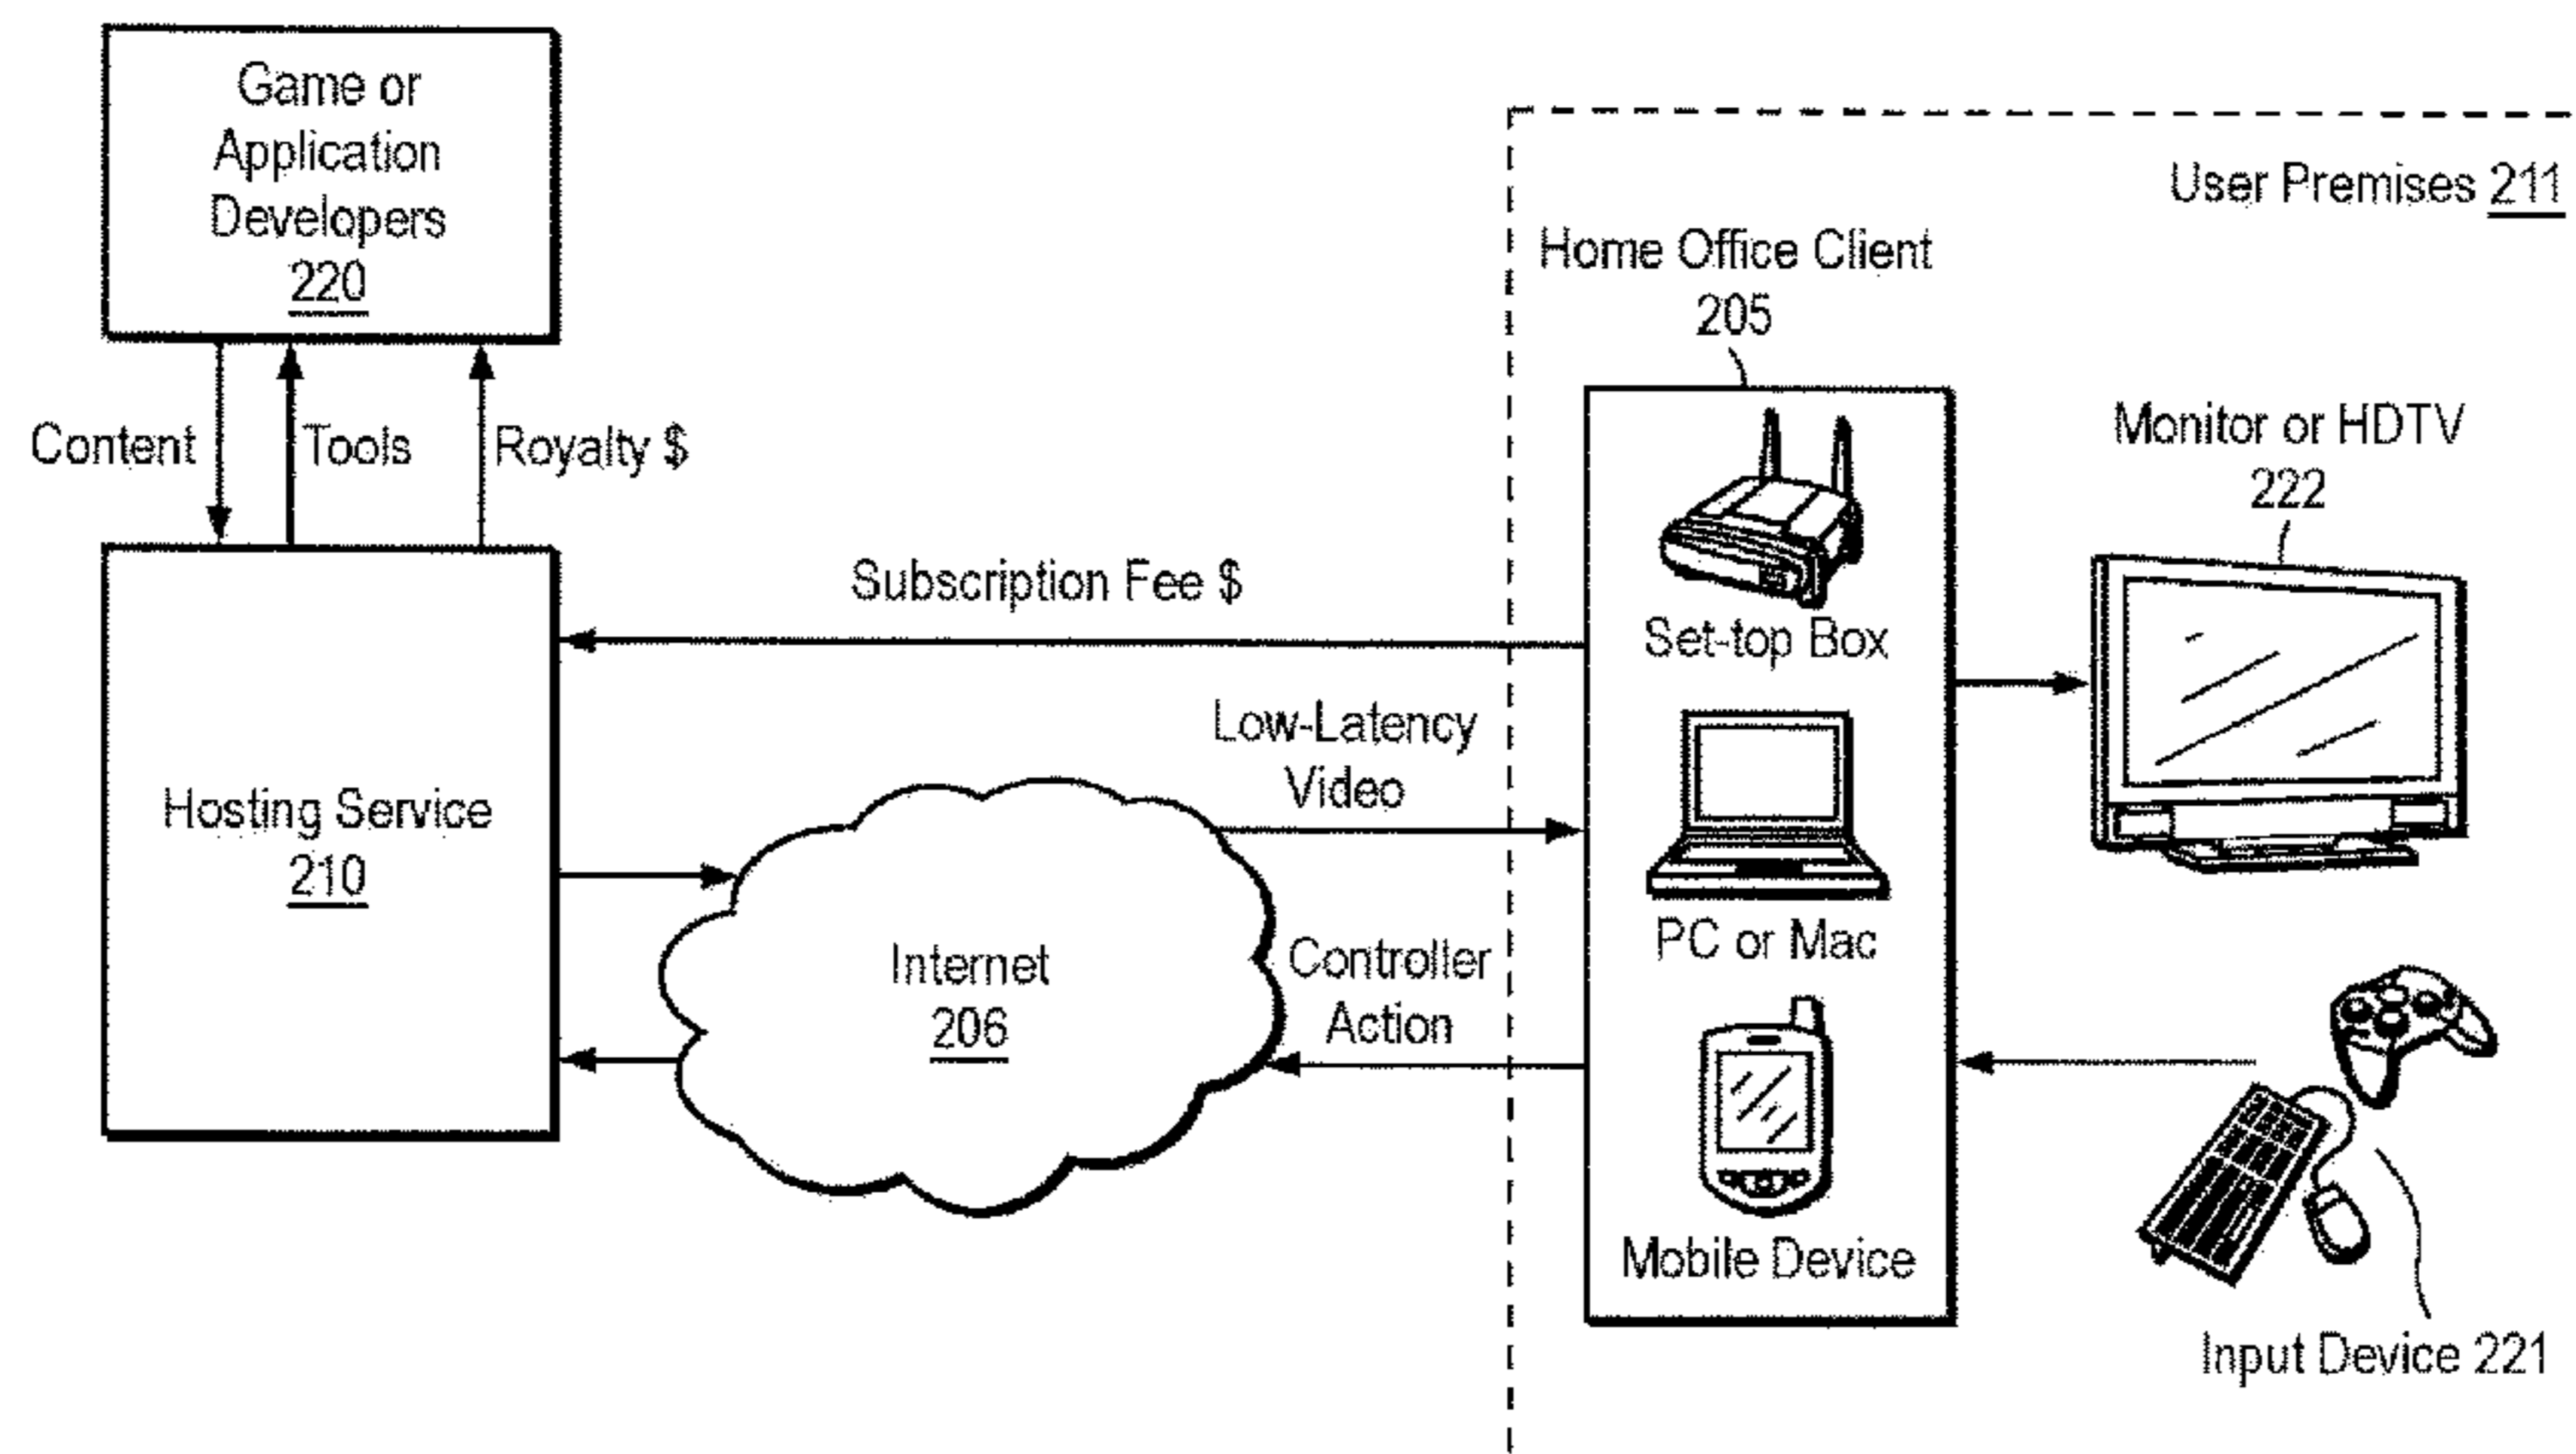 Game or
Application
Developers
220
User Premises 211
Home Office Client
205
Content
Tools
Royalty $
Monitor or HDTV
222
Subscription Fee $
Set-top Box
Low-Latency
Video
Hosting Service
210
PC or Mac
Internet
206
Controller
Action
Mobile Device
Input Device 221